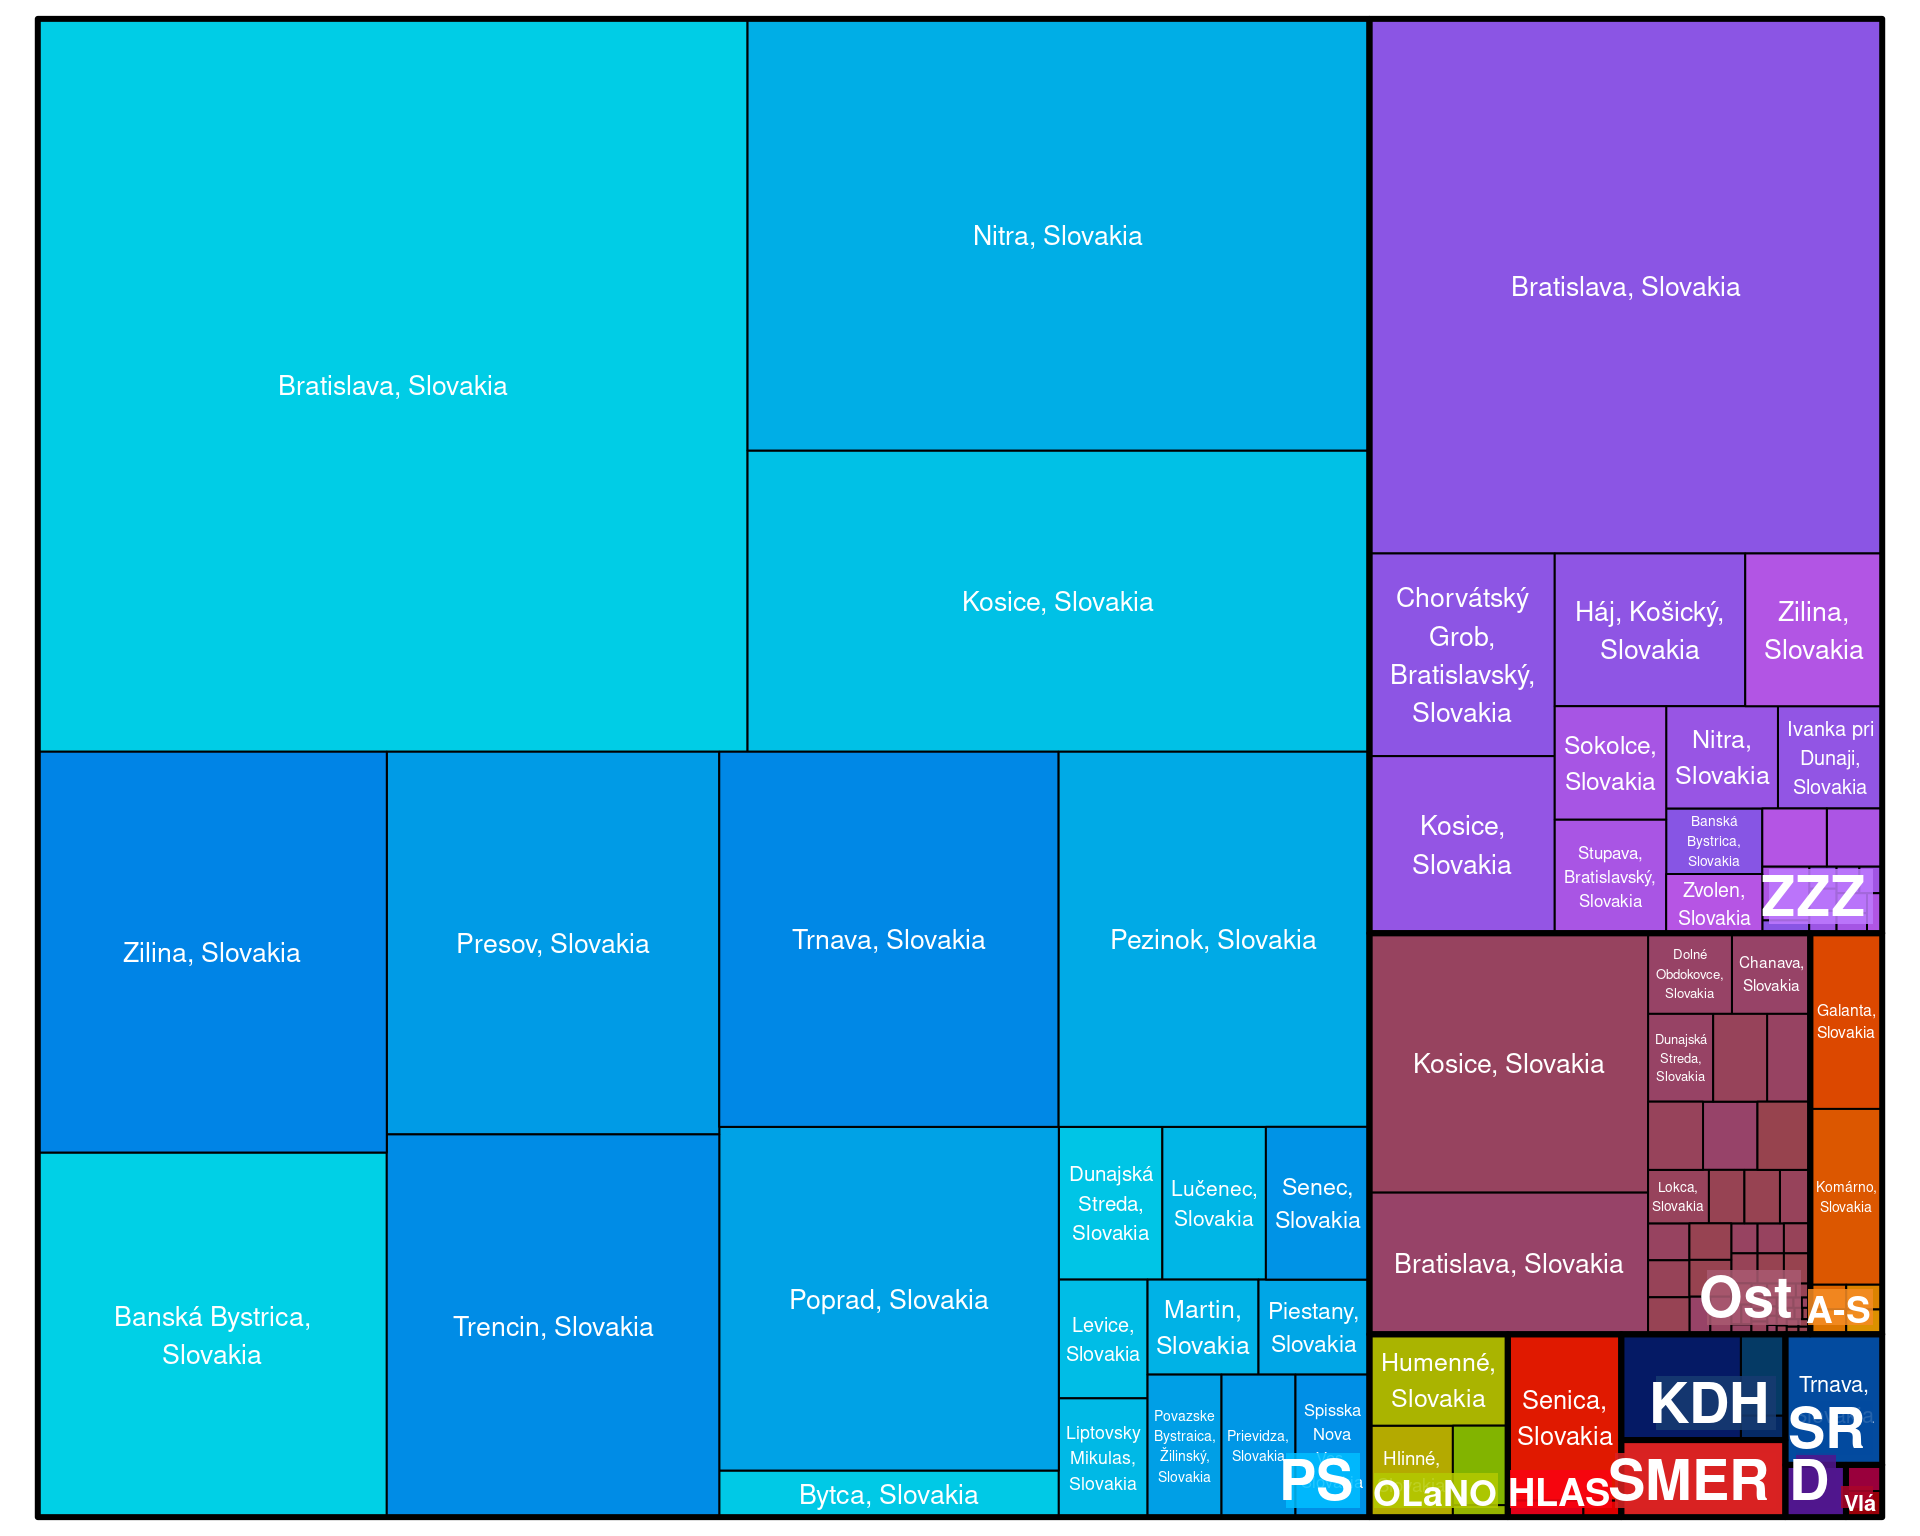 Bratislava, Slovakia
Nitra, Slovakia
Kosice, Slovakia
Zilina, Slovakia
Presov, Slovakia
Trnava, Slovakia
Pezinok, Slovakia
Banská Bystrica,
Slovakia
Trencin, Slovakia
Poprad, Slovakia
Bytca, Slovakia
Dunajská
Streda,
Slovakia
Lučenec,
Slovakia
Senec,
Slovakia
Levice,
Slovakia
Martin,
Slovakia
Piestany,
Slovakia
Liptovsky
Mikulas,
Slovakia
Povazske
Bystraica,
Žilinský,
Slovakia
Prievidza,
Slovakia
Spisska
Nova
PS
Bratislava, Slovakia
Chorvátský
Grob,
Bratislavský,
Slovakia
Háj, Košický,
Slovakia
Zilina,
Slovakia
Kosice,
Slovakia
Sokolce,
Slovakia
Nitra,
Slovakia
Ivanka pri
Dunaji,
Slovakia
Stupava,
Bratislavský,
Slovakia
Banská
Bystrica,
Slovakia
Zvolen,
Slovakia
ZZZ
Kosice, Slovakia
Bratislava, Slovakia
Dolné
Obdokovce,
Slovakia
Chanava,
Slovakia
Dunajská
Streda,
Slovakia
Lokca,
Slovakia
Ost
Galanta,
Slovakia
Komárno,
Slovakia
A-S
Humenné,
Slovakia
Hlinné,
OLaNO
Senica,
Slovakia
HLAS
KDH
SMER
Trnava,
SR
D
Vlá